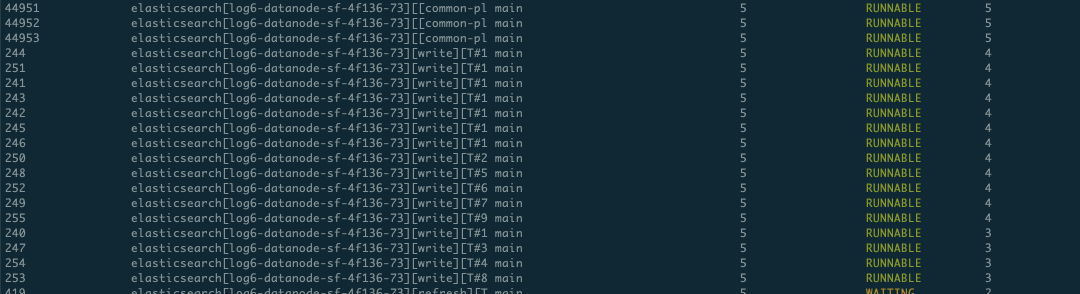 44951 elasticsearch[log6-datanode-sf-4f136-73][[common-pl main 5 RUNNABLE 5
44952 elasticsearch[log6-datanode-sf-4f136-73][[common-pl main 5 RUNNABLE 5
44953 elasticsearch[log6-datanode-sf-4f136-73][[common-pl main 5 RUNNABLE 5
244 elasticsearch[log6-datanode-sf-4f136-73][write][T#1 main 5 RUNNABLE 4
251 elasticsearch[log6-datanode-sf-4f136-73][write][T#1 main 5 RUNNABLE 4
241 elasticsearch[log6-datanode-sf-4f136-73][write][T#1 main 5 RUNNABLE 4
243 elasticsearch[log6-datanode-sf-4f136-73][write][T#1 main 5 RUNNABLE 4
242 elasticsearch[log6-datanode-sf-4f136-73][write][T#1 main 5 RUNNABLE 4
245 elasticsearch[log6-datanode-sf-4f136-73][write][T#1 main 5 RUNNABLE 4
246 elasticsearch[log6-datanode-sf-4f136-73][write][T#1 main 5 RUNNABLE 4
250 elasticsearch[log6-datanode-sf-4f136-73][write][T#2 main 5 RUNNABLE 4
248 elasticsearch[log6-datanode-sf-4f136-73][write][T#5 main 5 RUNNABLE 4
252 elasticsearch[log6-datanode-sf-4f136-73][write][T#6 main 5 RUNNABLE 4
249 elasticsearch[log6-datanode-sf-4f136-73][write][T#7 main 5 RUNNABLE 4
255 elasticsearch[log6-datanode-sf-4f136-73][write][T#9 main 5 RUNNABLE 4
240 elasticsearch[log6-datanode-sf-4f136-73][write][T#1 main 5 RUNNABLE 3
247 elasticsearch[log6-datanode-sf-4f136-73][write][T#3 main 5 RUNNABLE 3
254 elasticsearch[log6-datanode-sf-4f136-73][write][T#4 main 5 RUNNABLE 3
253 elasticsearch[log6-datanode-sf-4f136-73][write][T#8 main 5 RUNNABLE 3
419 elasticsearch[log6-datanode-sf-4f136-73][refresh][T main 5 WAITING 2